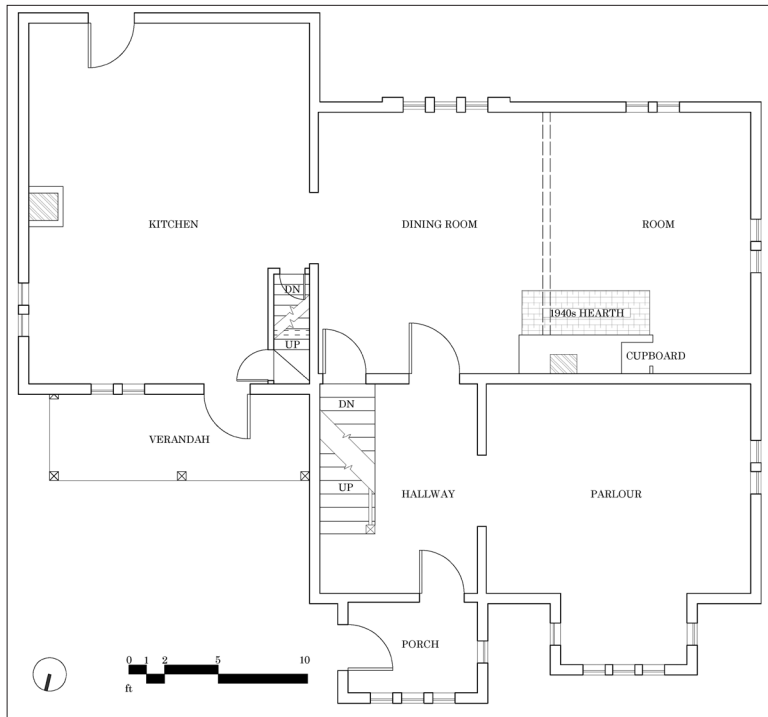 KITCHEN
DINING ROOM
ROOM
DN
UP
1940s HEARTH
CUPBOARD
VERANDAH
DN
UP
HALLWAY
PARLOUR
PORCH
0 1 2 5 10
ft